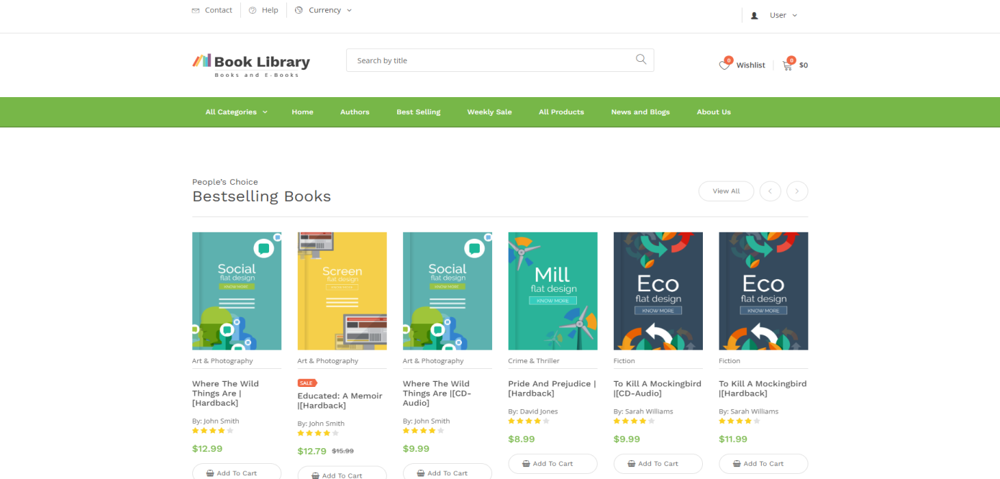 Contact
Help
Currency
User
Book Library
Books and E-Books
Search by title
0
Wishlist
0
$0
All Categories
Home
Authors
Best Selling
Weekly Sale
All Products
News and Blogs
About Us
People's Choice
Bestselling Books
View All
Social
flat design
KNOW MORE
Art & Photography
Where The Wild
Things Are |
[Hardback]
By: John Smith
$12.99
Add To Cart
Screen
flat design
KNOW MORE
Art & Photography
SALE
Educated: A Memoir
|[Hardback]
By: John Smith
$12.79 $15.99
Add To Cart
Social
flat design
KNOW MORE
Art & Photography
Where The Wild
Things Are |[CD-
Audio]
By: John Smith
$9.99
Add To Cart
Mill
flat design
KNOW MORE
Crime & Thriller
Pride And Prejudice |
[Hardback]
By: David Jones
$8.99
Add To Cart
Eco
flat design
KNOW MORE
Fiction
To Kill A Mockingbird
|[CD-Audio]
By: Sarah Williams
$9.99
Add To Cart
Eco
flat design
KNOW MORE
Fiction
To Kill A Mockingbird
|[Hardback]
By: Sarah Williams
$11.99
Add To Cart